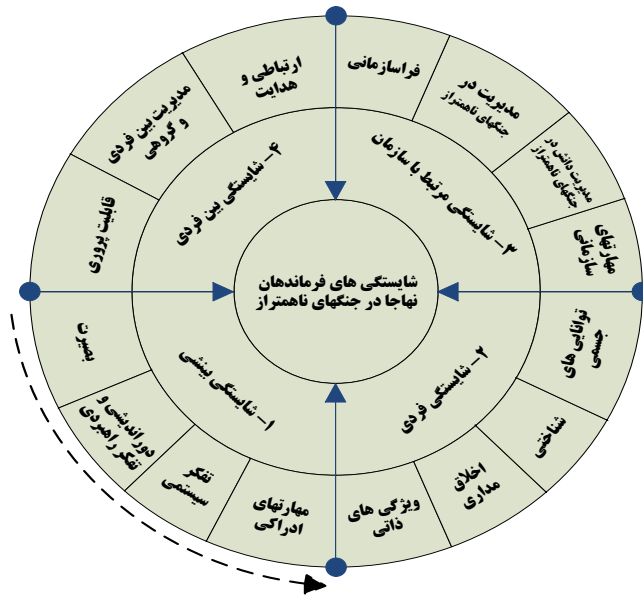 شایستگی های فرماندهان
نهاجا در جنگهای ناهمتراز
۱- شایستگی بینشی
بصیرت
دوراندیشی و
تفکر راهبردی
تفکر
سیستمی
مهارتهای
ادراکی
۲- شایستگی فردی
ویژگی های
ذاتی
اخلاق
مداری
شناختی
توانایی های
جسمی
۳- شایستگی مرتبط با سازمان
مهارتهای
سازمانی
مدیریت دانش در
جنگهای ناهمتراز
مدیریت در
جنگهای ناهمتراز
فراسازمانی
۴- شایستگی بین فردی
ارتباطی و
هدایت
مدیریت بین فردی
و گروهی
قابلیت پروری